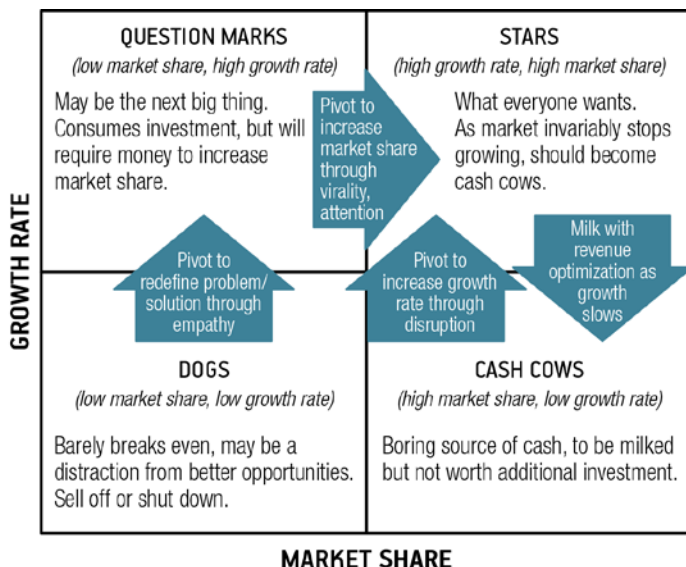 QUESTION MARKS
(low market share, high growth rate)
May be the next big thing.
Consumes investment, but will
require money to increase
market share.
Pivot to
increase
market share
through
virality,
attention
STARS
(high growth rate, high market share)
What everyone wants.
As market invariably stops
growing, should become
cash cows.
GROWTH RATE
Pivot to
redefine problem/
solution through
empathy
Pivot to
increase growth
rate through
disruption
Milk with
revenue
optimization as
growth
slows
DOGS
(low market share, low growth rate)
Barely breaks even, may be a
distraction from better opportunities.
Sell off or shut down.
CASH COWS
(high market share, low growth rate)
Boring source of cash, to be milked
but not worth additional investment.
MARKET SHARE